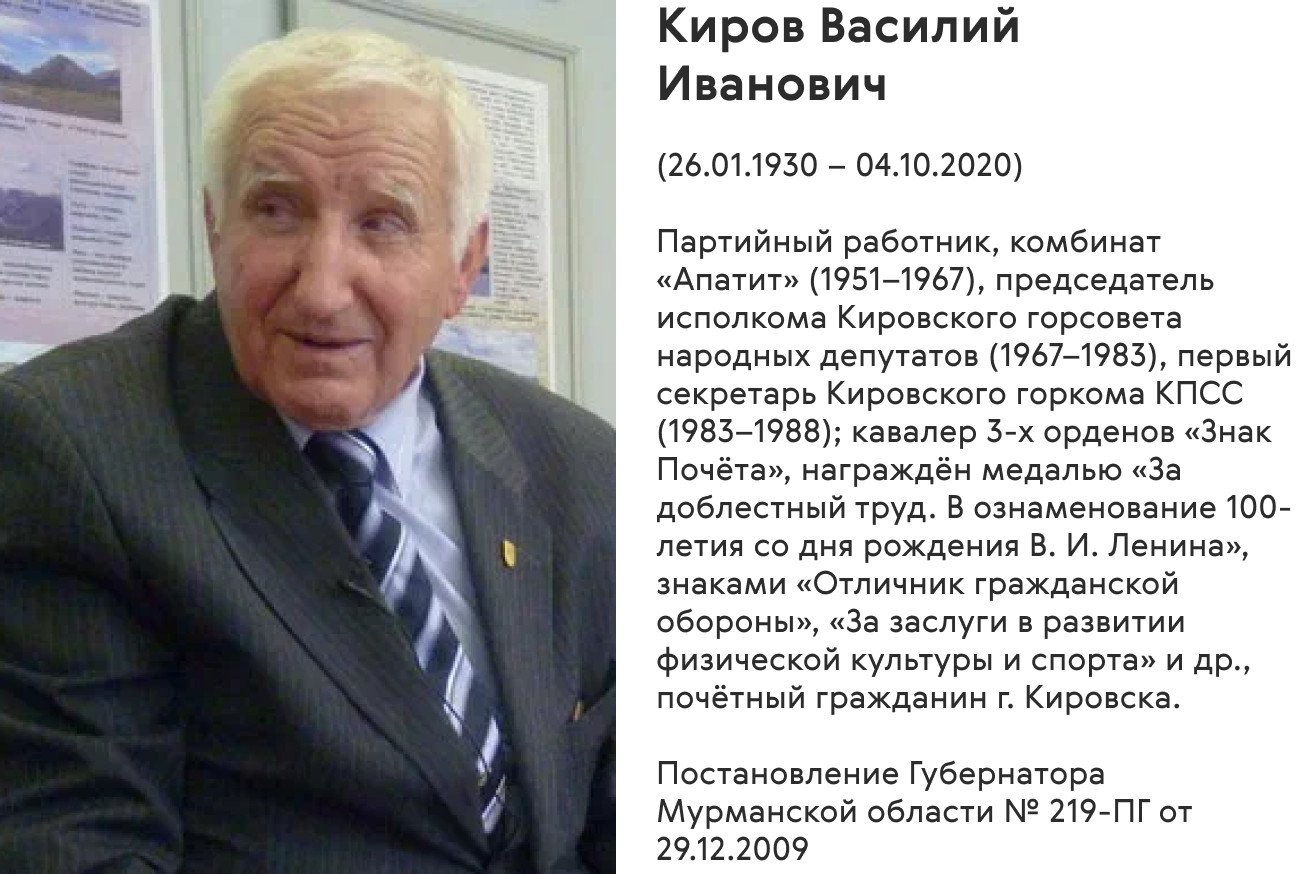 Киров Василий
Иванович
(26.01.1930 – 04.10.2020)
Партийный работник, комбинат
«Апатит» (1951–1967), председатель
исполкома Кировского горсовета
народных депутатов (1967–1983), первый
секретарь Кировского горкома КПСС
(1983–1988); кавалер 3-х орденов «Знак
Почёта», награждён медалью «За
доблестный труд. В ознаменование 100-
летия со дня рождения В. И. Ленина»,
знаками «Отличник гражданской
обороны», «За заслуги в развитии
физической культуры и спорта» и др.,
почётный гражданин г. Кировска.
Постановление Губернатора
Мурманской области № 219-ПГ от
29.12.2009